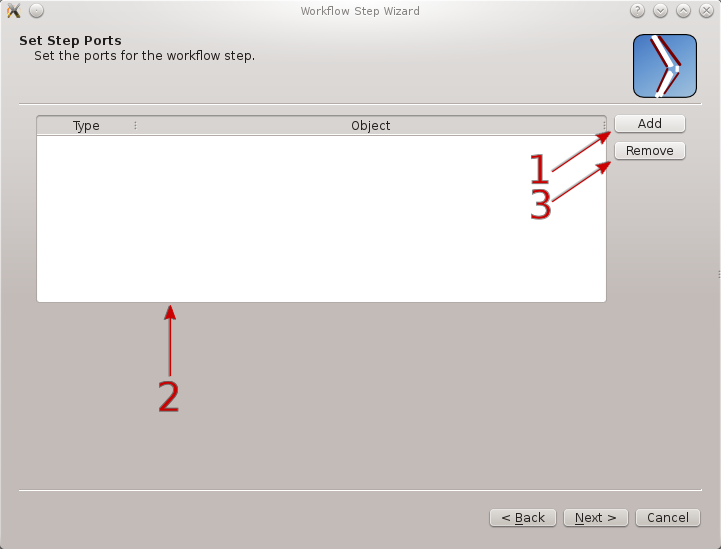 Workflow Step Wizard
Set Step Ports
Set the ports for the workflow step.
Type Object
Add
Remove
1
3
2
< Back Next > Cancel